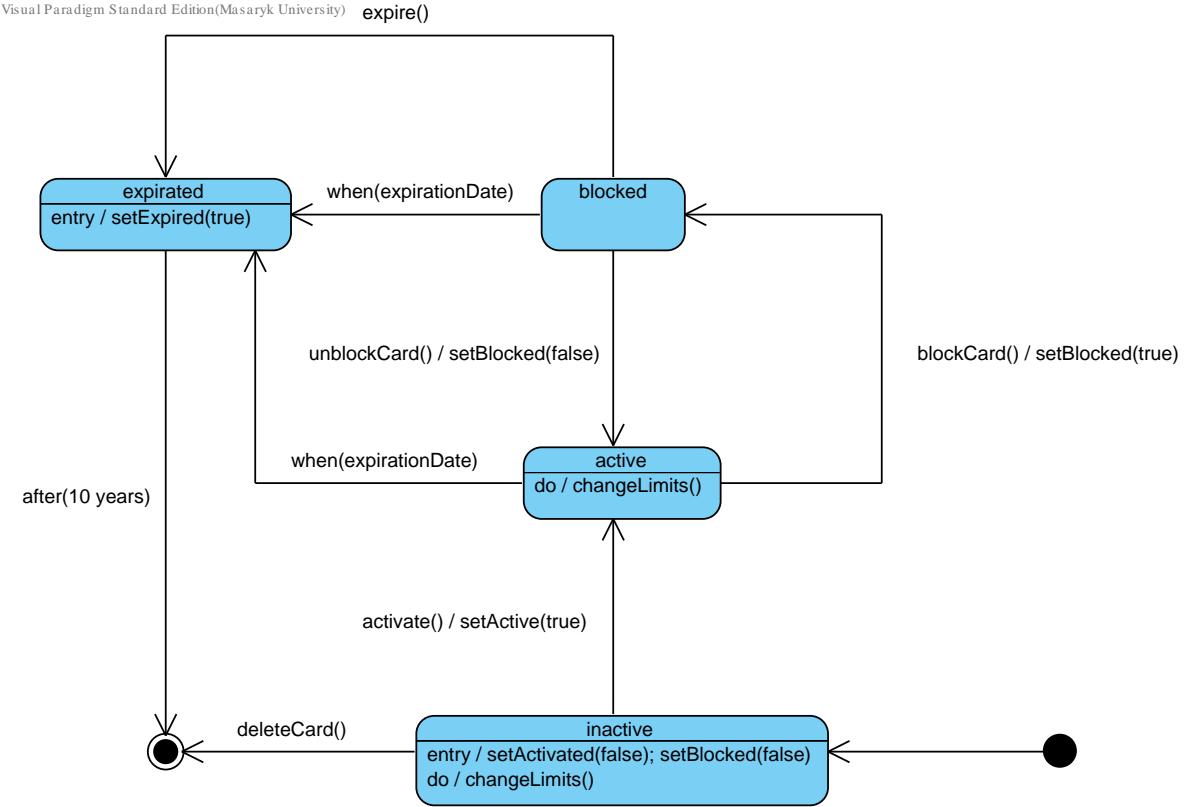 Visual Paradigm Standard Edition(Masaryk University)
expire()
expirated
entry / setExpired(true)
when(expirationDate)
blocked
unblockCard() / setBlocked(false)
blockCard() / setBlocked(true)
when(expirationDate)
active
do / changeLimits()
after(10 years)
activate() / setActive(true)
deleteCard()
inactive
entry / setActivated(false); setBlocked(false)
do / changeLimits()